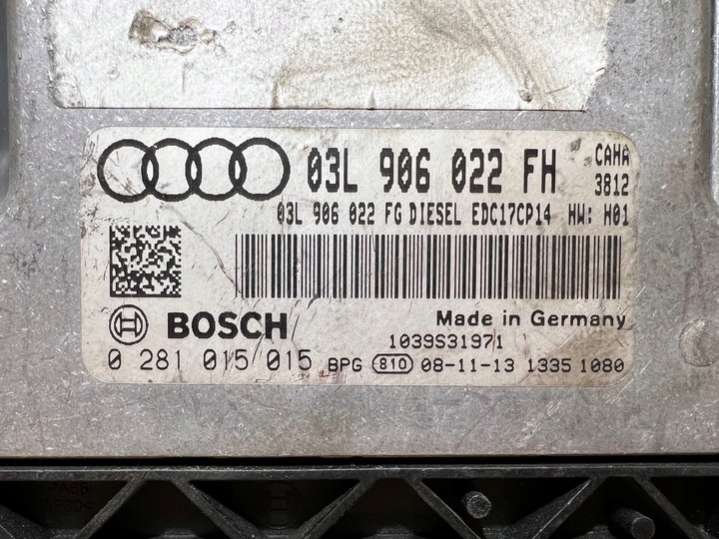 03L 906 022 FH CAHA
3812
03L 906 022 FG DIESEL EDC17CP14 HW: H01
BOSCH Made in Germany
1039S31971
0 281 015 015 BPG 810 08-11-13 1335 1080